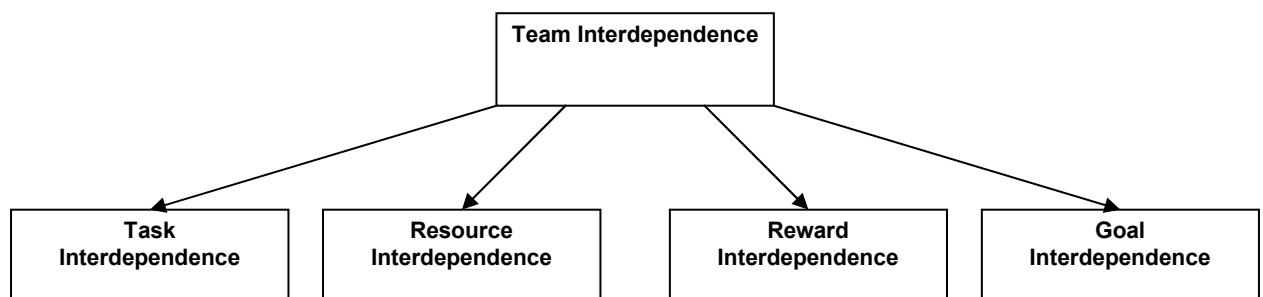 Team Interdependence
Task
Interdependence
Resource
Interdependence
Reward
Interdependence
Goal
Interdependence